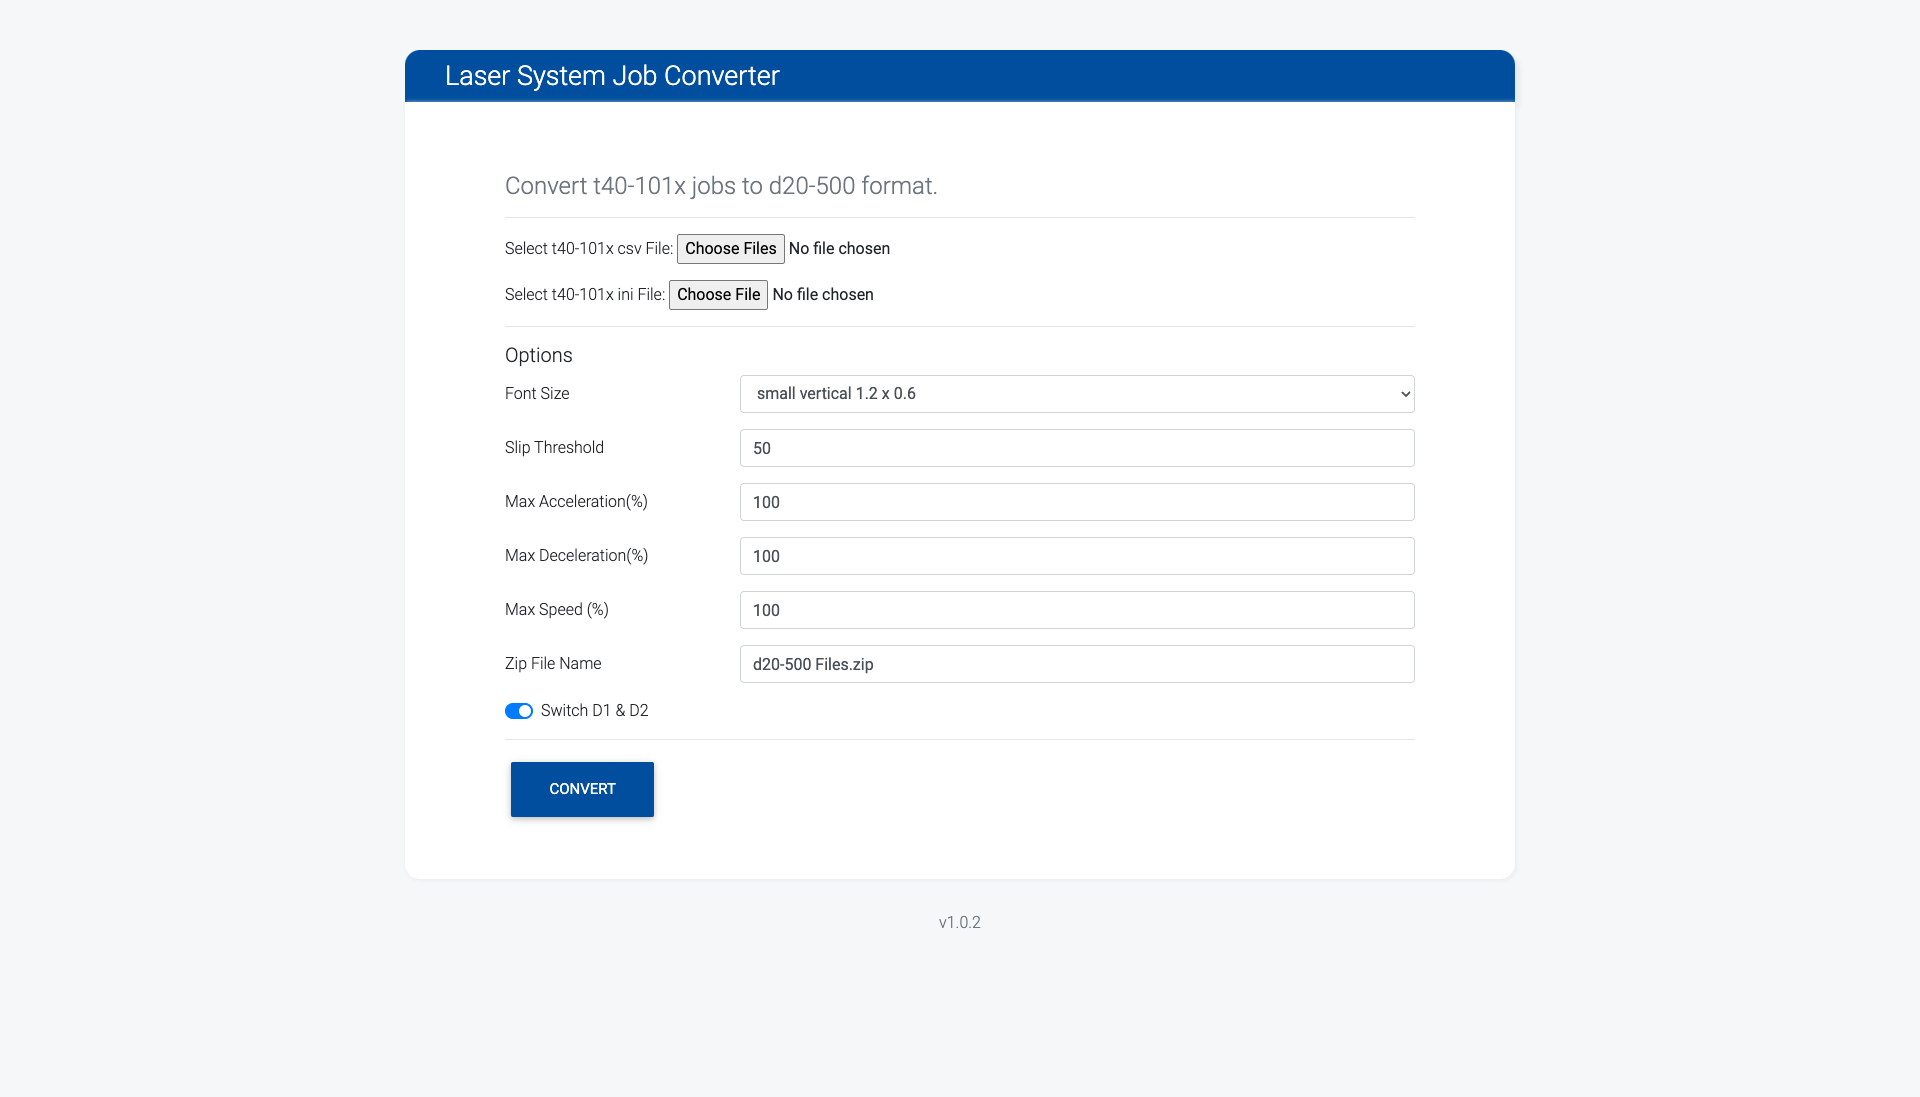 Laser System Job Converter
Convert t40-101x jobs to d20-500 format.
Select t40-101x csv File: Choose Files No file chosen
Select t40-101x ini File: Choose File No file chosen
Options
Font Size small vertical 1.2 x 0.6
Slip Threshold 50
Max Acceleration(%) 100
Max Deceleration(%) 100
Max Speed (%) 100
Zip File Name d20-500 Files.zip
Switch D1 & D2
CONVERT
v1.0.2